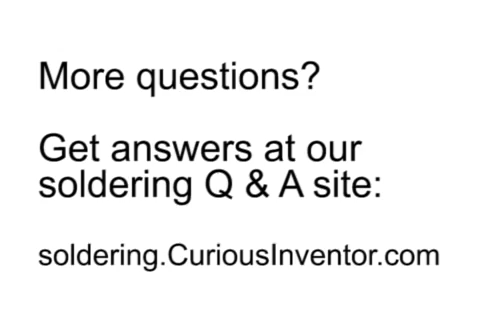 More questions?
Get answers at our
soldering Q & A site:
soldering.CuriousInventor.com